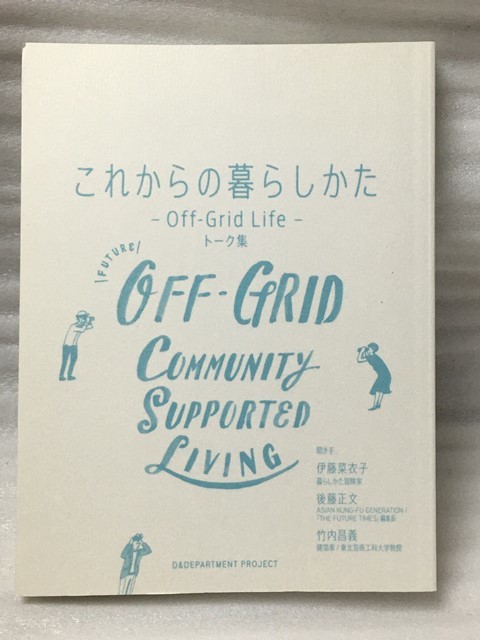 これからの暮らしかた
– Off-Grid Life –
トーク集
\FUTURE/
OFF-GRID
COMMUNITY
SUPPORTED
LIVING
聞き手:
伊藤菜衣子
暮らしかた冒険家
後藤正文
ASIAN KUNG-FU GENERATION /
『THE FUTURE TIMES』編集長
竹内昌義
建築家 / 東北芸術工科大学教授
D&DEPARTMENT PROJECT